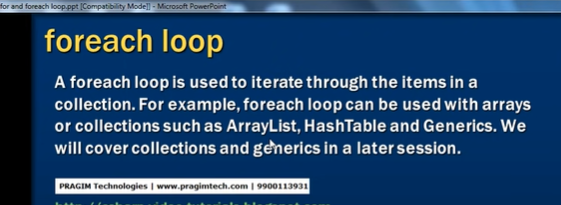 for and foreach loop.ppt [Compatibility Mode] - Microsoft PowerPoint
foreach loop
A foreach loop is used to iterate through the items in a
collection. For example, foreach loop can be used with arrays
or collections such as ArrayList, HashTable and Generics. We
will cover collections and generics in a later session.
PRAGIM Technologies | www.pragimtech.com | 9900113931